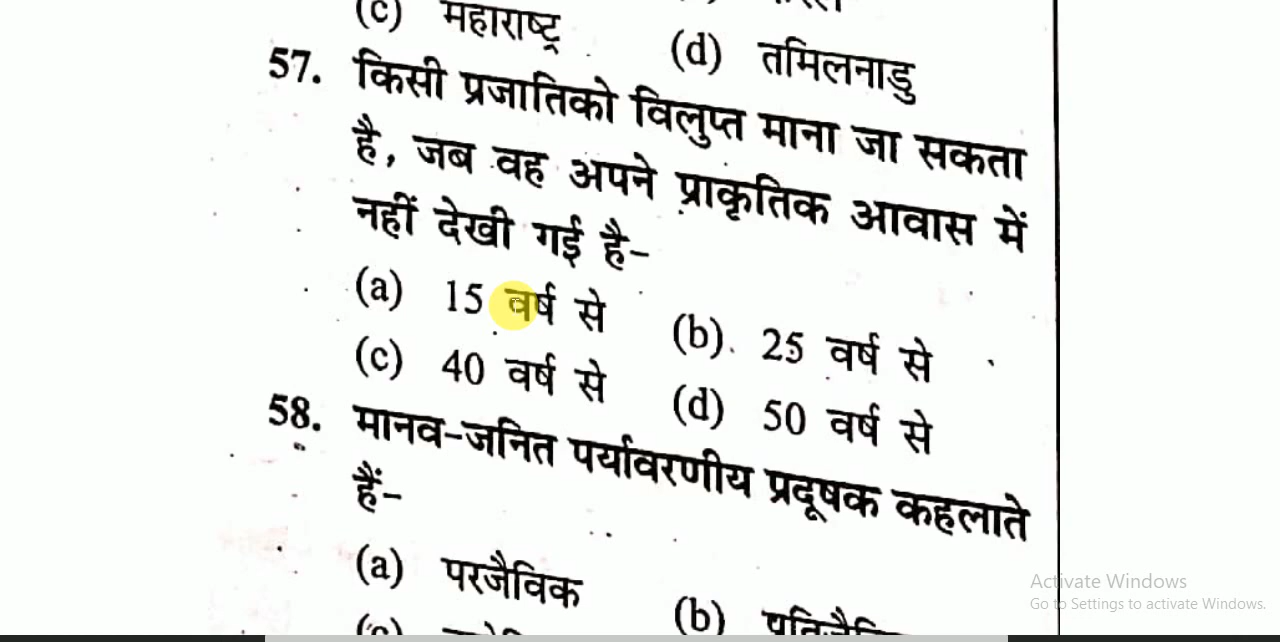 (c) महाराष्ट्र
(d) तमिलनाडु
57. किसी प्रजातिको विलुप्त माना जा सकता
है, जब वह अपने प्राकृतिक आवास में
नहीं देखी गई है-
(a) 15 वर्ष से (b). 25 वर्ष से
(c) 40 वर्ष से (d) 50 वर्ष से
58. मानव-जनित पर्यावरणीय प्रदूषक कहलाते
हैं-
(a) परजैविक
(b)
(c)
Activate Windows
Go to Settings to activate Windows.